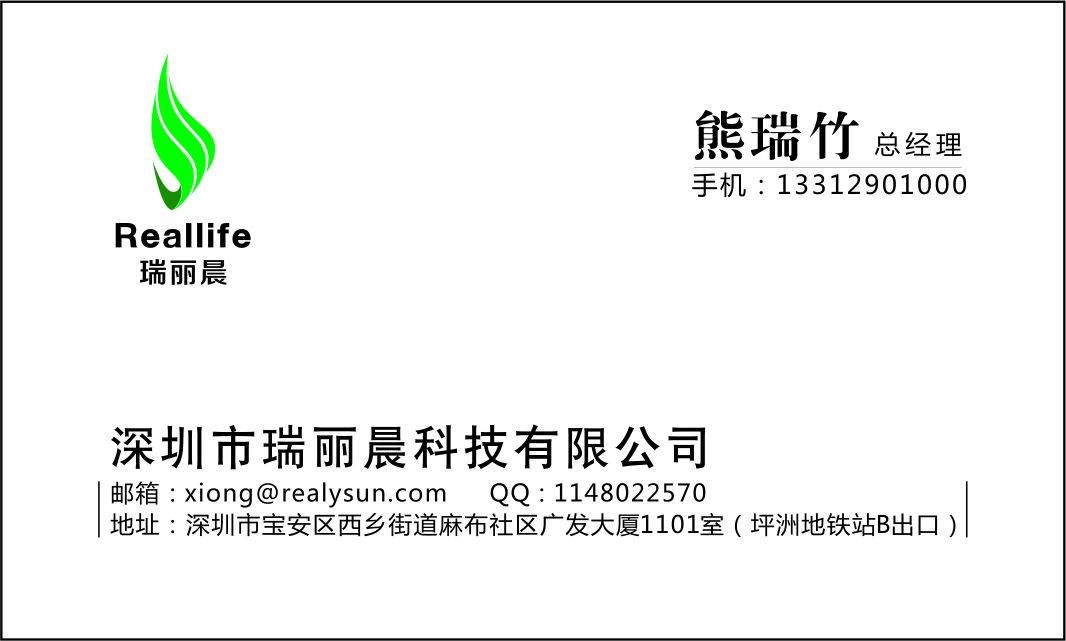 Reallife
瑞丽晨
熊瑞竹 总经理
手机：13312901000
深圳市瑞丽晨科技有限公司
邮箱：xiong@realysun.com QQ：1148022570
地址：深圳市宝安区西乡街道麻布社区广发大厦1101室（坪洲地铁站B出口）